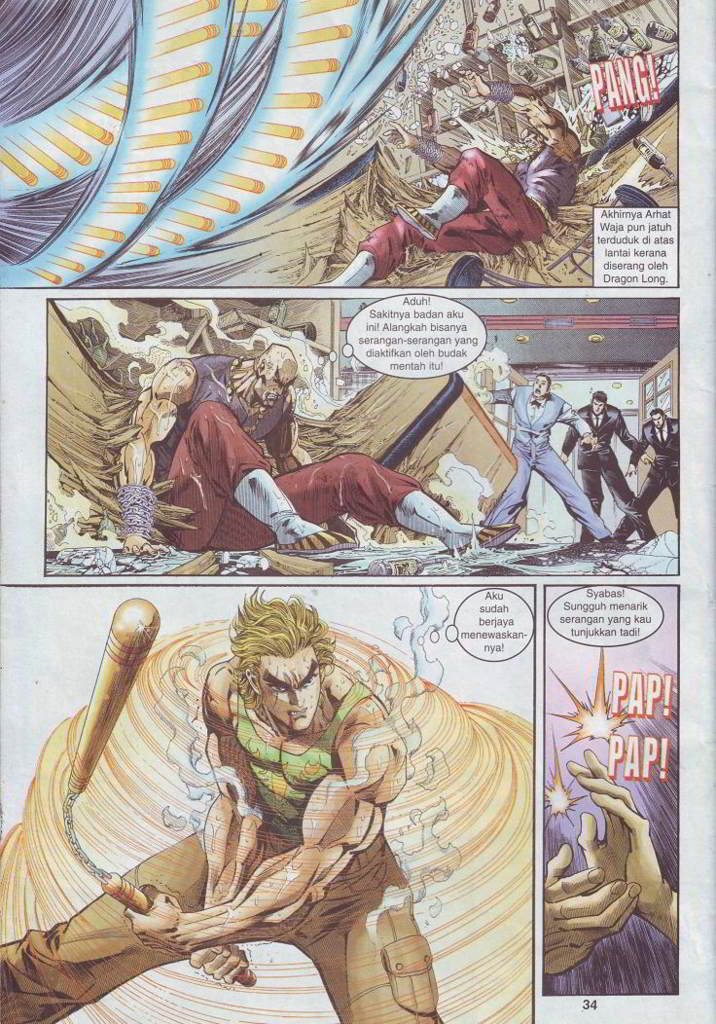 PANG!
Akhirnya Arhat
Waja pun jatuh
terduduk di atas
lantai kerana
diserang oleh
Dragon Long.
Aduh!
Sakitnya badan aku
ini! Alangkah bisanya
serangan-serangan yang
diaktifkan oleh budak
mentah itu!
Aku
sudah
berjaya
menewaskan-
nya!
Syabas!
Sungguh menarik
serangan yang kau
tunjukkan tadi!
PAP!
PAP!
34